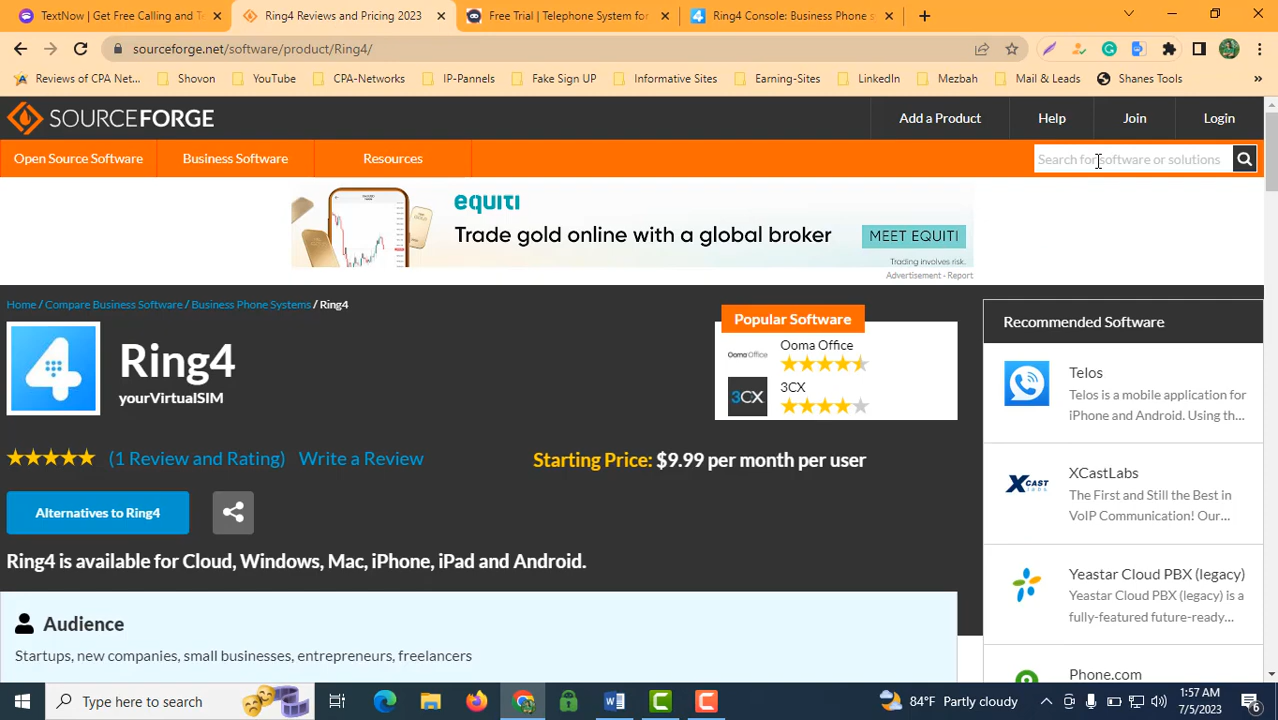 TextNow | Get Free Calling and Te
Ring4 Reviews and Pricing 2023
Free Trial | Telephone System for
Ring4 Console: Business Phone s
sourceforge.net/software/product/Ring4/
Reviews of CPA Net...
Shovon
YouTube
CPA-Networks
IP-Pannels
Fake Sign UP
Informative Sites
Earning-Sites
LinkedIn
Mezbah
Mail & Leads
Shanes Tools
»
SOURCEFORGE
Add a Product
Help
Join
Login
Open Source Software
Business Software
Resources
Search for software or solutions
equiti
Trade gold online with a global broker
MEET EQUITI
Trading involves risk.
Advertisement - Report
Home / Compare Business Software / Business Phone Systems / Ring4
Ring4
yourVirtualSIM
(1 Review and Rating)
Write a Review
Starting Price: $9.99 per month per user
Alternatives to Ring4
Ring4 is available for Cloud, Windows, Mac, iPhone, iPad and Android.
Audience
Startups, new companies, small businesses, entrepreneurs, freelancers
Popular Software
Ooma Office
Ooma Office
3CX
3CX
Recommended Software
Telos
Telos is a mobile application for
iPhone and Android. Using th...
XCAST
LABS
XCastLabs
The First and Still the Best in
VoIP Communication! Our...
Yeastar Cloud PBX (legacy)
Yeastar Cloud PBX (legacy) is a
fully-featured future-ready...
Phone.com
Type here to search
84°F Partly cloudy
1:57 AM
7/5/2023
6